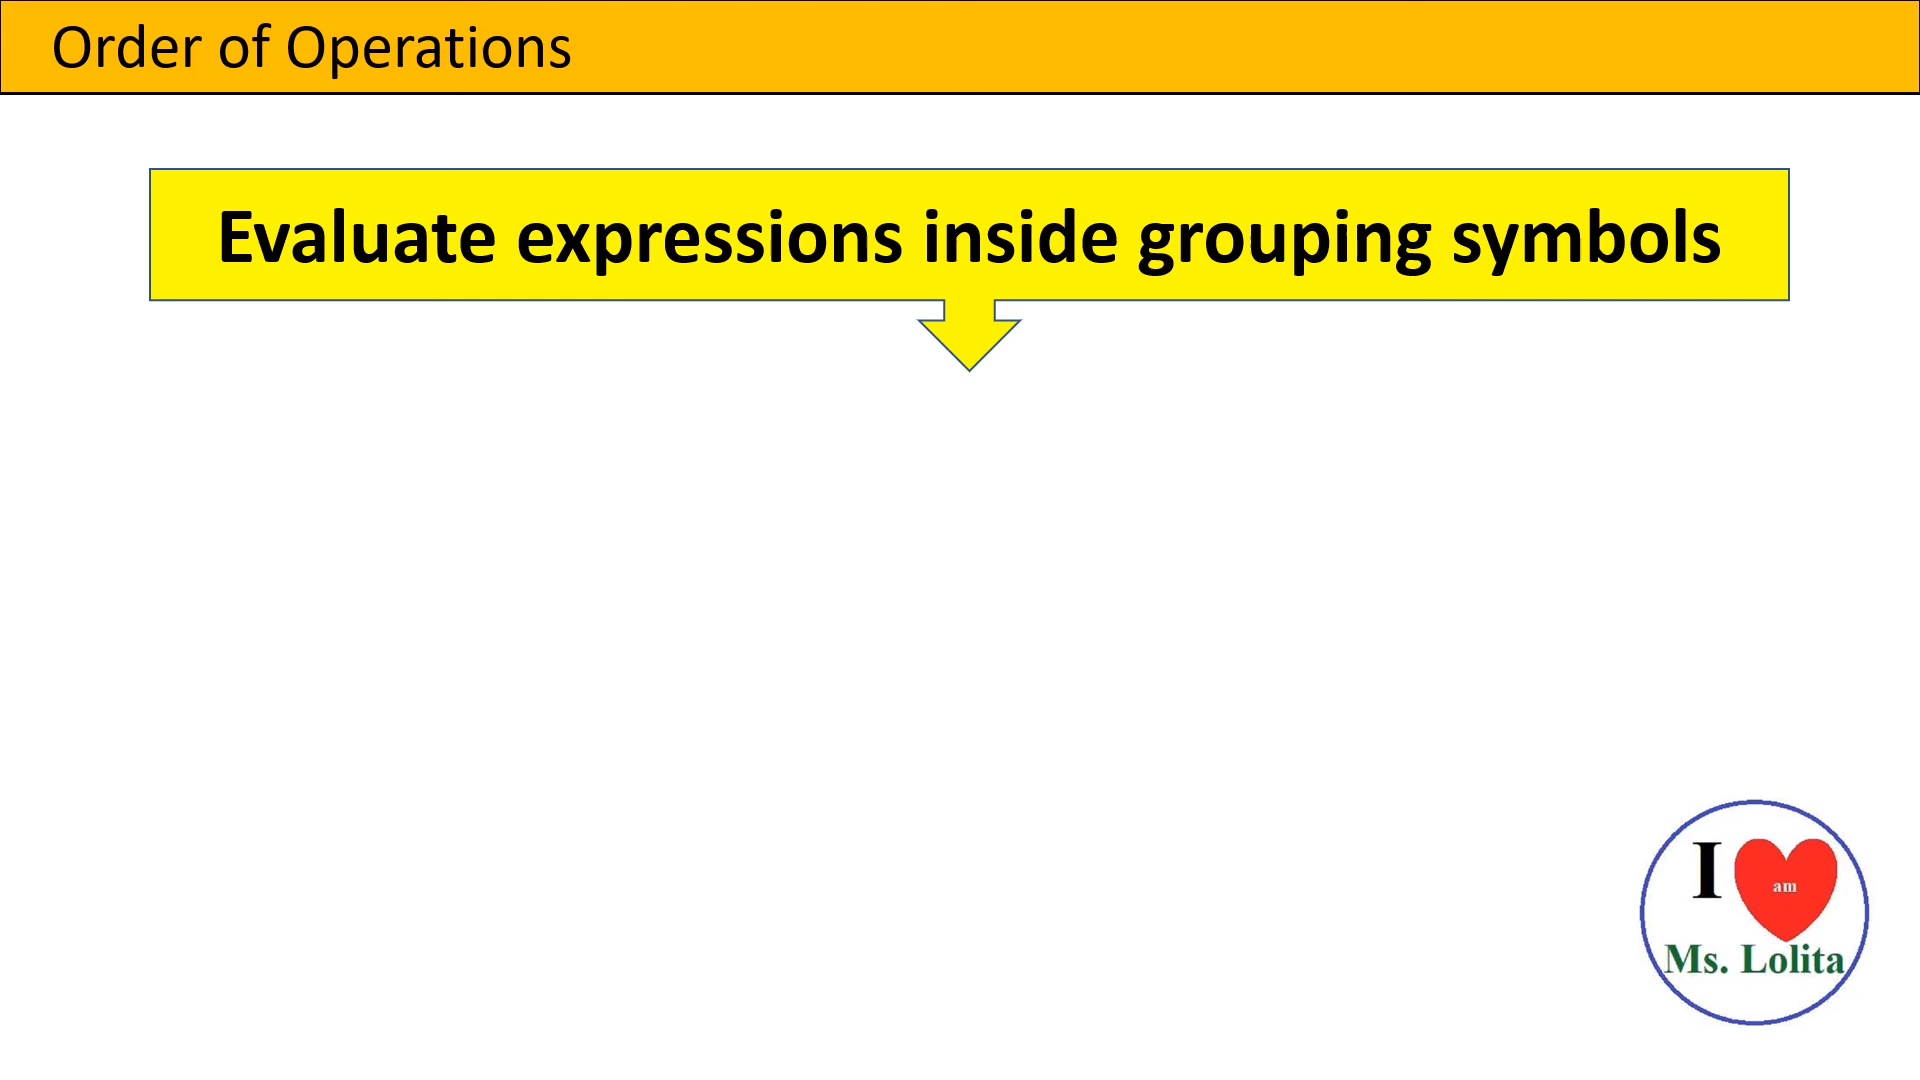 Order of Operations
Evaluate expressions inside grouping symbols
I am
Ms. Lolita